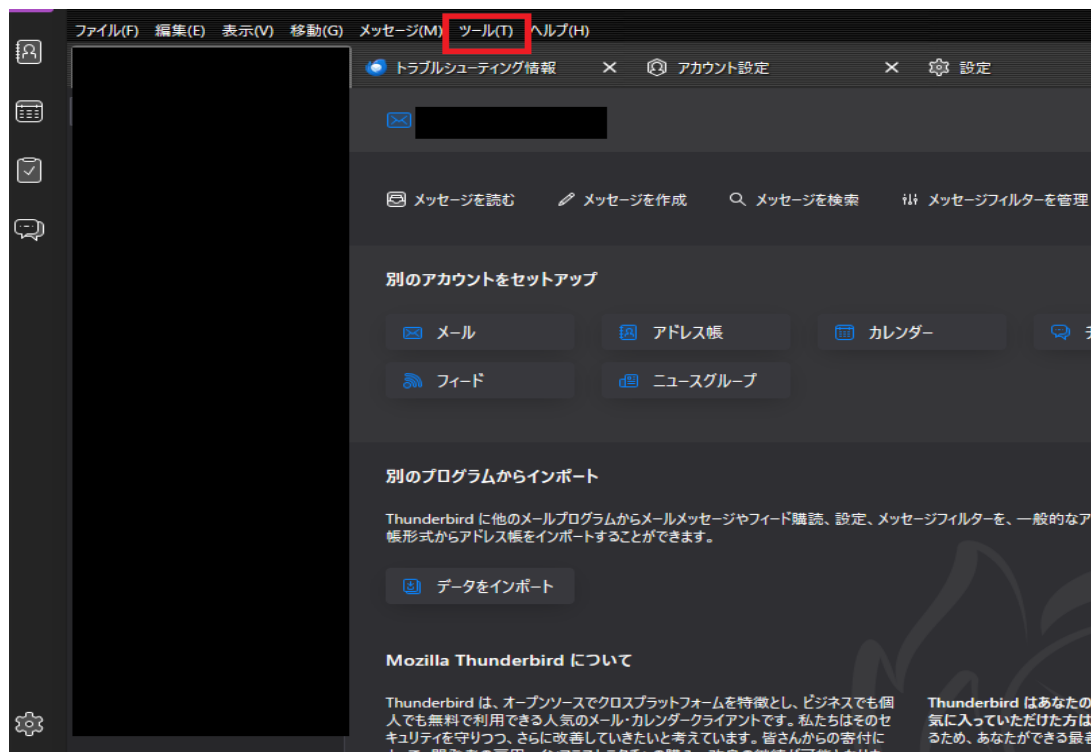 ファイル(F) 編集(E) 表示(V) 移動(G) メッセージ(M) ツール(T) ヘルプ(H)
トラブルシューティング情報 アカウント設定 設定
メッセージを読む メッセージを作成 メッセージを検索 メッセージフィルターを管理
別のアカウントをセットアップ
メール アドレス帳 カレンダー
フィード ニュースグループ
別のプログラムからインポート
Thunderbird に他のメールプログラムからメールメッセージやフィード購読、設定、メッセージフィルターを、一般的なア
帳形式からアドレス帳をインポートすることができます。
データをインポート
Mozilla Thunderbird について
Thunderbird は、オープンソースでクロスプラットフォームを特徴とし、ビジネスでも個
人でも無料で利用できる人気のメール・カレンダークライアントです。私たちはそのセ
キュリティを守りつつ、さらに改善していきたいと考えています。皆さんからの寄付に
Thunderbird はあなたの
気に入っていただけた方は
るため、あなたができる最